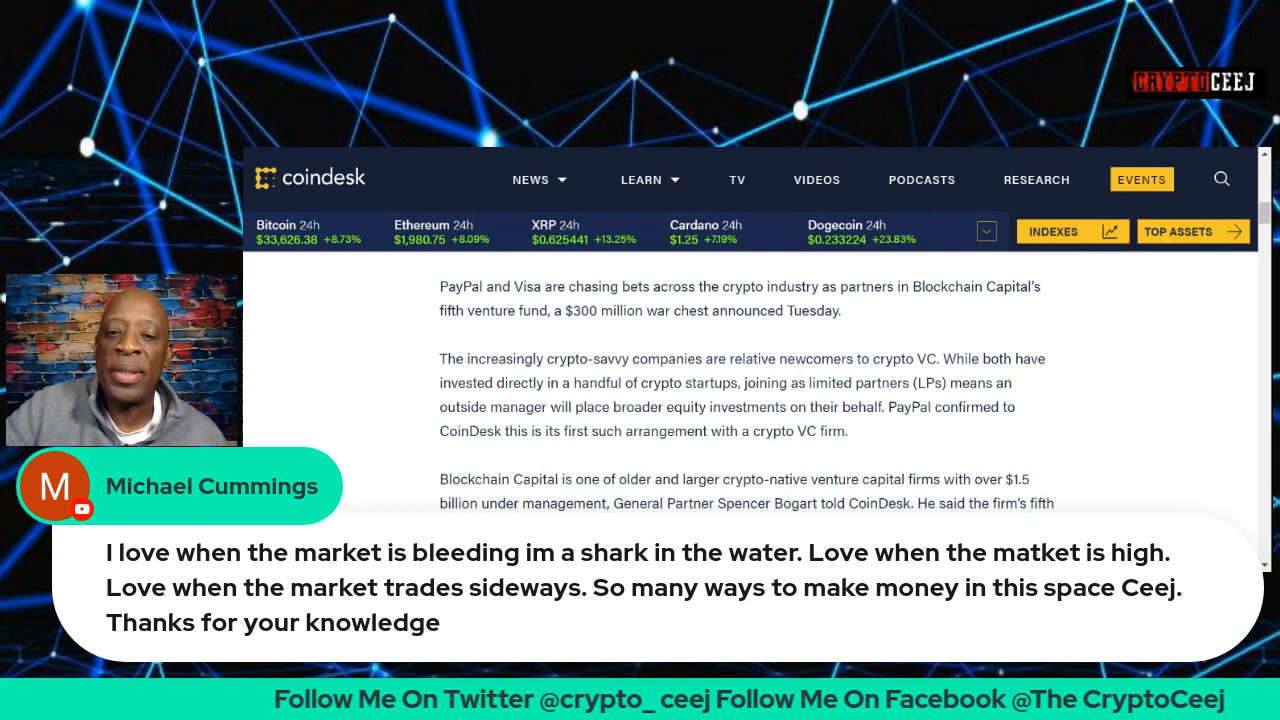 CRYPTOCEEJ
coindesk
NEWS LEARN TV VIDEOS PODCASTS RESEARCH EVENTS
Bitcoin 24h Ethereum 24h XRP 24h Cardano 24h Dogecoin 24h
$33,626.38 +8.73% $1,980.75 +8.09% $0.625441 +13.25% $1.25 +7.19% $0.233224 +23.83%
INDEXES TOP ASSETS
PayPal and Visa are chasing bets across the crypto industry as partners in Blockchain Capital's
fifth venture fund, a $300 million war chest announced Tuesday.
The increasingly crypto-savvy companies are relative newcomers to crypto VC. While both have
invested directly in a handful of crypto startups, joining as limited partners (LPs) means an
outside manager will place broader equity investments on their behalf. PayPal confirmed to
CoinDesk this is its first such arrangement with a crypto VC firm.
Blockchain Capital is one of older and larger crypto-native venture capital firms with over $1.5
billion under management, General Partner Spencer Bogart told CoinDesk. He said the firm's fifth
M
Michael Cummings
I love when the market is bleeding im a shark in the water. Love when the matket is high.
Love when the market trades sideways. So many ways to make money in this space Ceej.
Thanks for your knowledge
Follow Me On Twitter @crypto_ ceej Follow Me On Facebook @The CryptoCeej